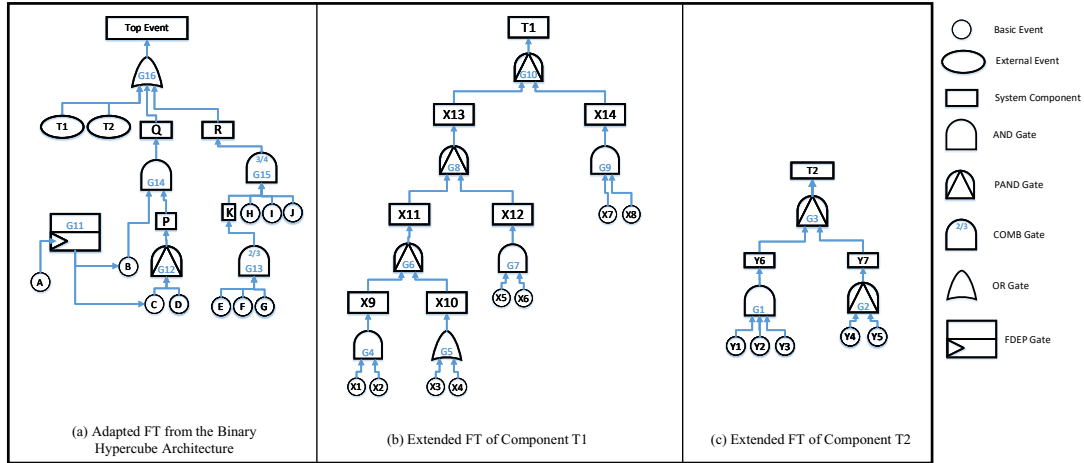 Top Event
G16
T1 T2 Q R
3/4
G15
G14
K H I J
G11
P
B
2/3
G13
G12
A
C D
E F G
(a) Adapted FT from the Binary
Hypercube Architecture
T1
G10
X13 X14
G8 G9
X11 X12
X7 X8
G6 G7
X9 X10
X5 X6
G4 G5
X1 X2 X3 X4
(b) Extended FT of Component T1
T2
G3
Y6 Y7
G1 G2
Y1 Y2 Y3 Y4 Y5
(c) Extended FT of Component T2
Basic Event
External Event
System Component
AND Gate
PAND Gate
2/3
COMB Gate
OR Gate
FDEP Gate